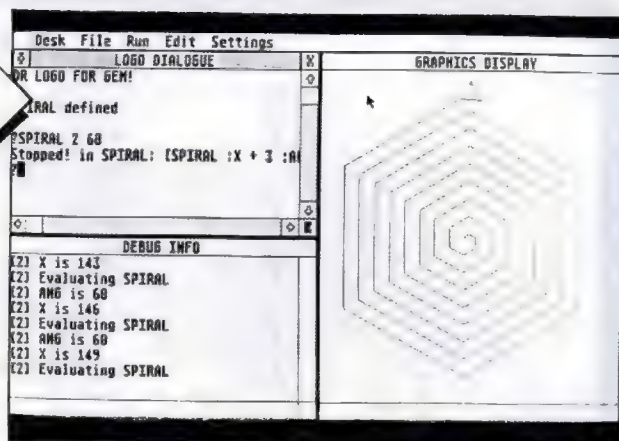 Desk File Run Edit Settings
LOGO DIALOGUE
DR LOGO FOR GEM!
SPIRAL defined
?SPIRAL 2 60
Stopped! in SPIRAL: [SPIRAL :X + 3 :AN
?
DEBUG INFO
[2] X is 143
[2] Evaluating SPIRAL
[2] ANG is 60
[2] X is 146
[2] Evaluating SPIRAL
[2] ANG is 60
[2] X is 149
[2] Evaluating SPIRAL
GRAPHICS DISPLAY